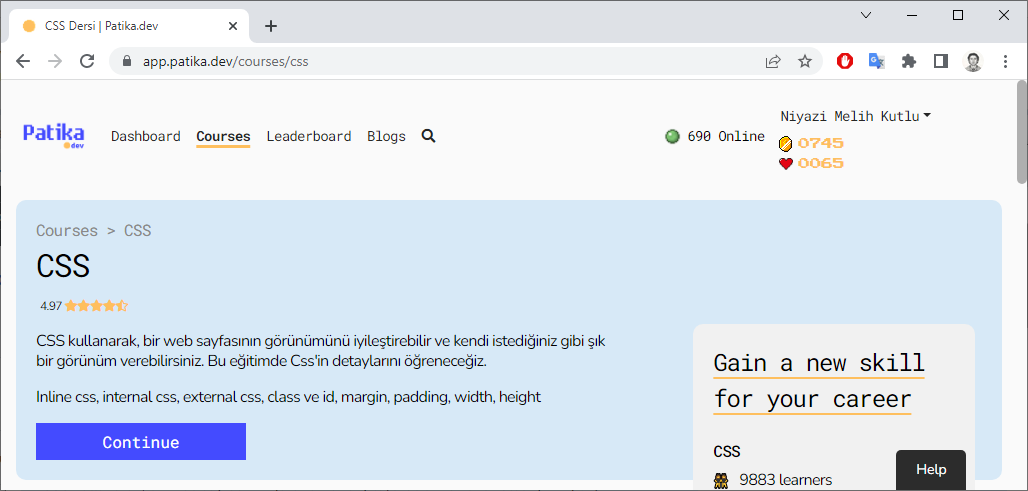 CSS Dersi | Patika.dev
app.patika.dev/courses/css
Niyazi Melih Kutlu
Patika
.dev
Dashboard Courses Leaderboard Blogs
690 Online
0745
0065
Courses > CSS
CSS
4.97
CSS kullanarak, bir web sayfasının görünümünü iyileştirebilir ve kendi istediğiniz gibi şık
bir görünüm verebilirsiniz. Bu eğitimde Css'in detaylarını öğreneceğiz.
Inline css, internal css, external css, class ve id, margin, padding, width, height
Continue
Gain a new skill
for your career
CSS
9883 learners
Help